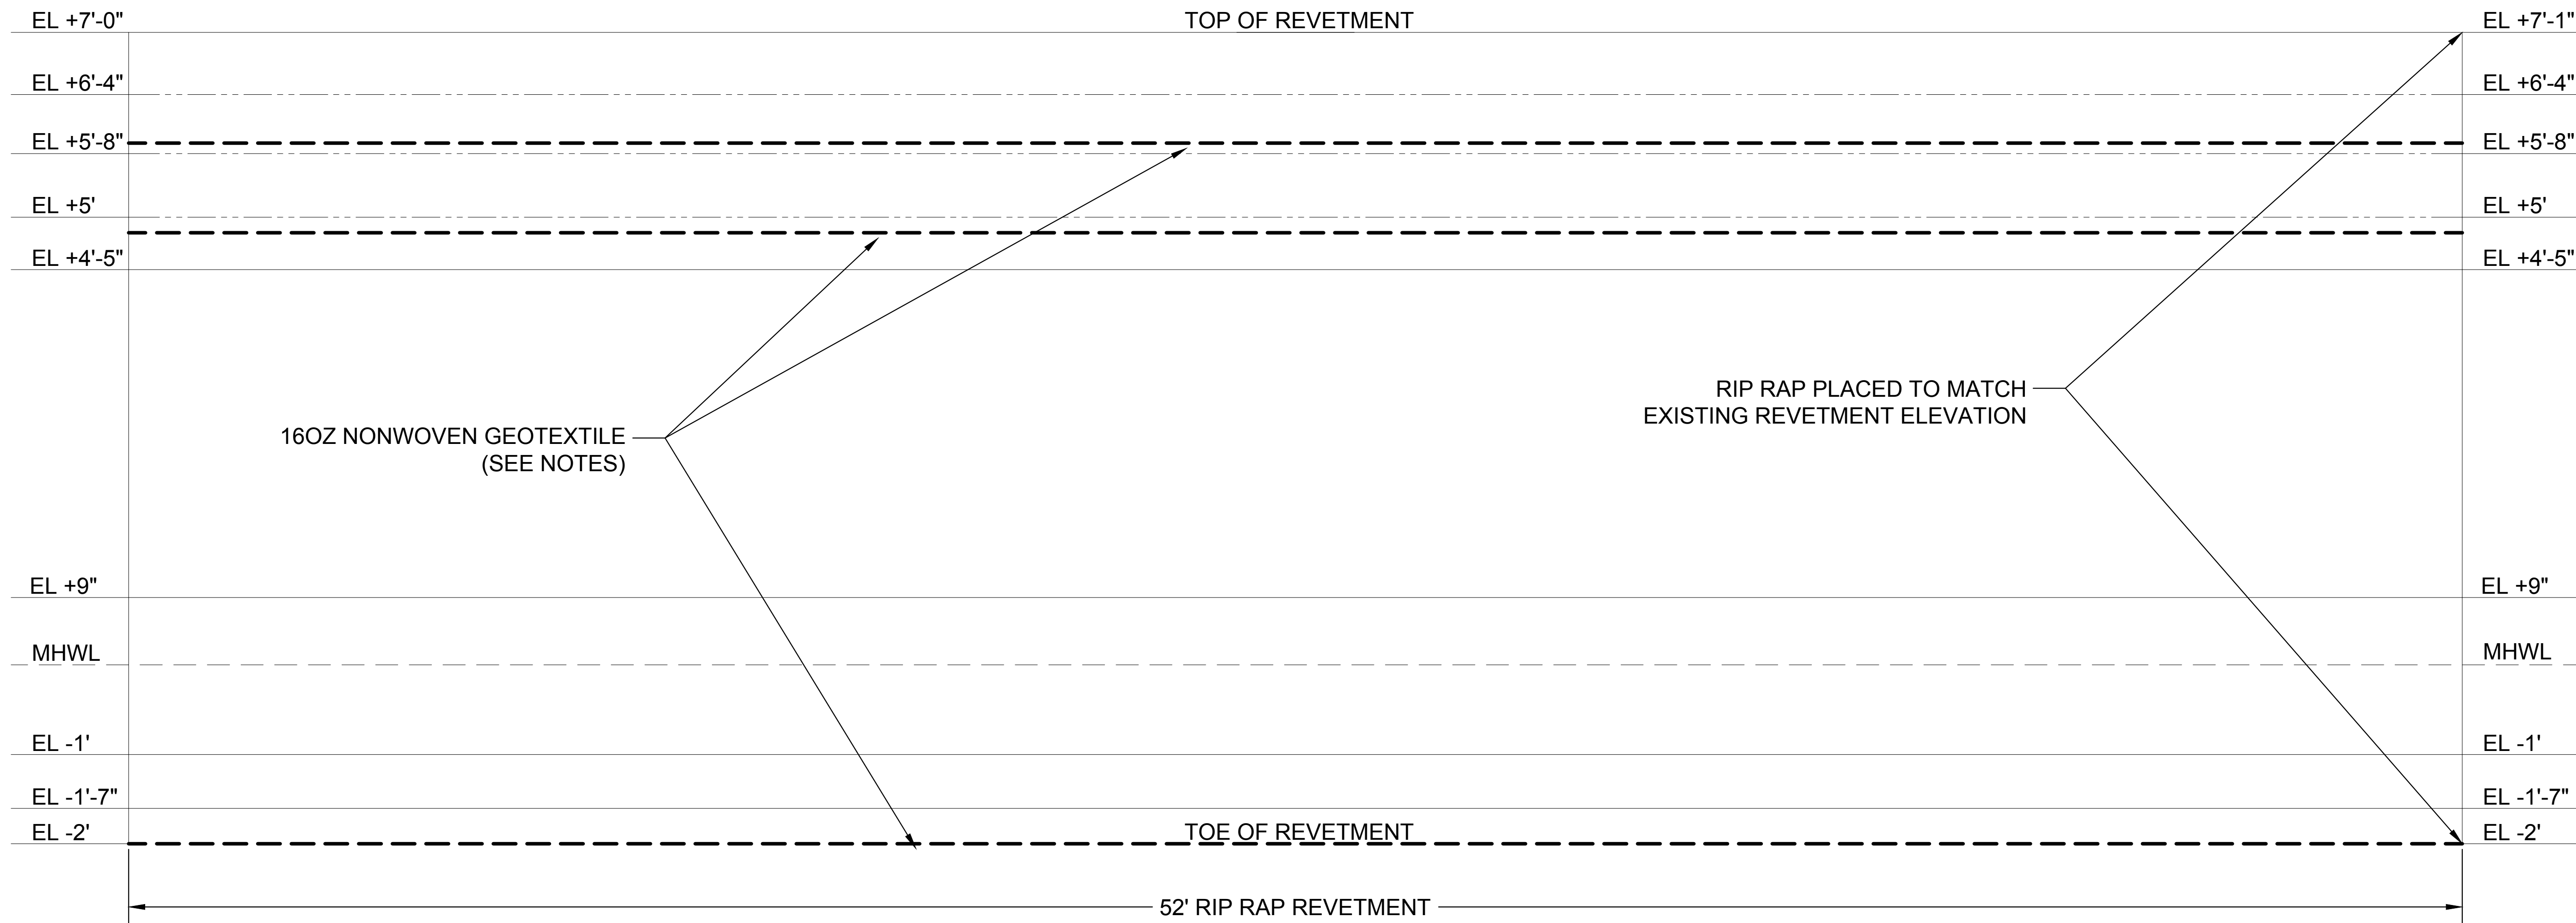 EL +7'-0" TOP OF REVETMENT EL +7'-1"
EL +6'-4" EL +6'-4"
EL +5'-8" EL +5'-8"
EL +5' EL +5'
EL +4'-5" EL +4'-5"
RIP RAP PLACED TO MATCH
EXISTING REVETMENT ELEVATION
16OZ NONWOVEN GEOTEXTILE
(SEE NOTES)
EL +9" EL +9"
MHWL MHWL
EL -1' EL -1'
EL -1'-7" EL -1'-7"
EL -2' TOE OF REVETMENT EL -2'
52' RIP RAP REVETMENT